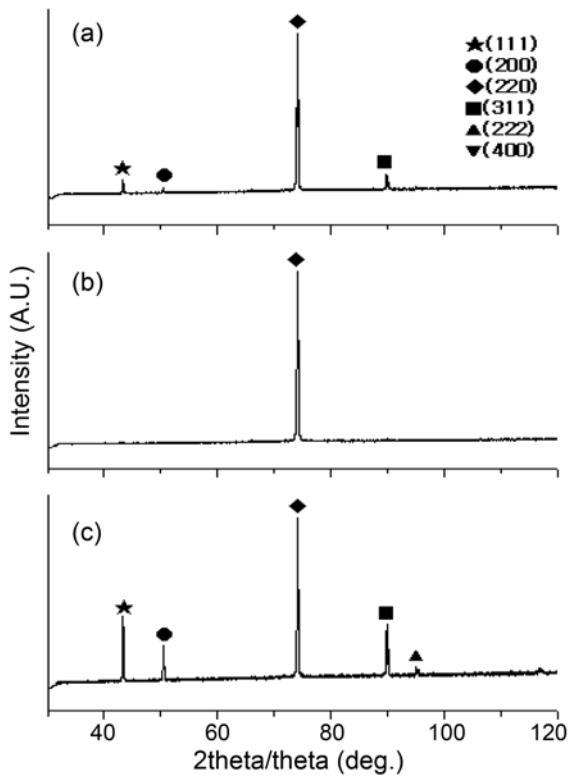 (a)
★(111)
●(200)
◆(220)
■(311)
▲(222)
▼(400)
(b)
Intensity (A.U.)
(c)
40 60 80 100 120
2theta/theta (deg.)